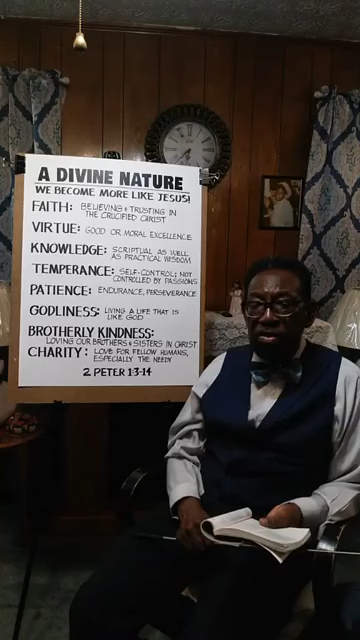 A DIVINE NATURE
WE BECOME MORE LIKE JESUS!
FAITH: BELIEVING & TRUSTING IN
THE CRUCIFIED CHRIST
VIRTUE: GOOD OR MORAL EXCELLENCE
KNOWLEDGE: SCRIPTUAL AS WELL
AS PRACTICAL WISDOM
TEMPERANCE: SELF-CONTROL; NOT
CONTROLLED BY PASSIONS
PATIENCE: ENDURANCE, PERSEVERANCE
GODLINESS: LIVING A LIFE THAT IS
LIKE GOD
BROTHERLY KINDNESS:
LOVING OUR BROTHERS & SISTERS IN CHRIST
CHARITY: LOVE FOR FELLOW HUMANS,
ESPECIALLY THE NEEDY
2 PETER 1:3-14